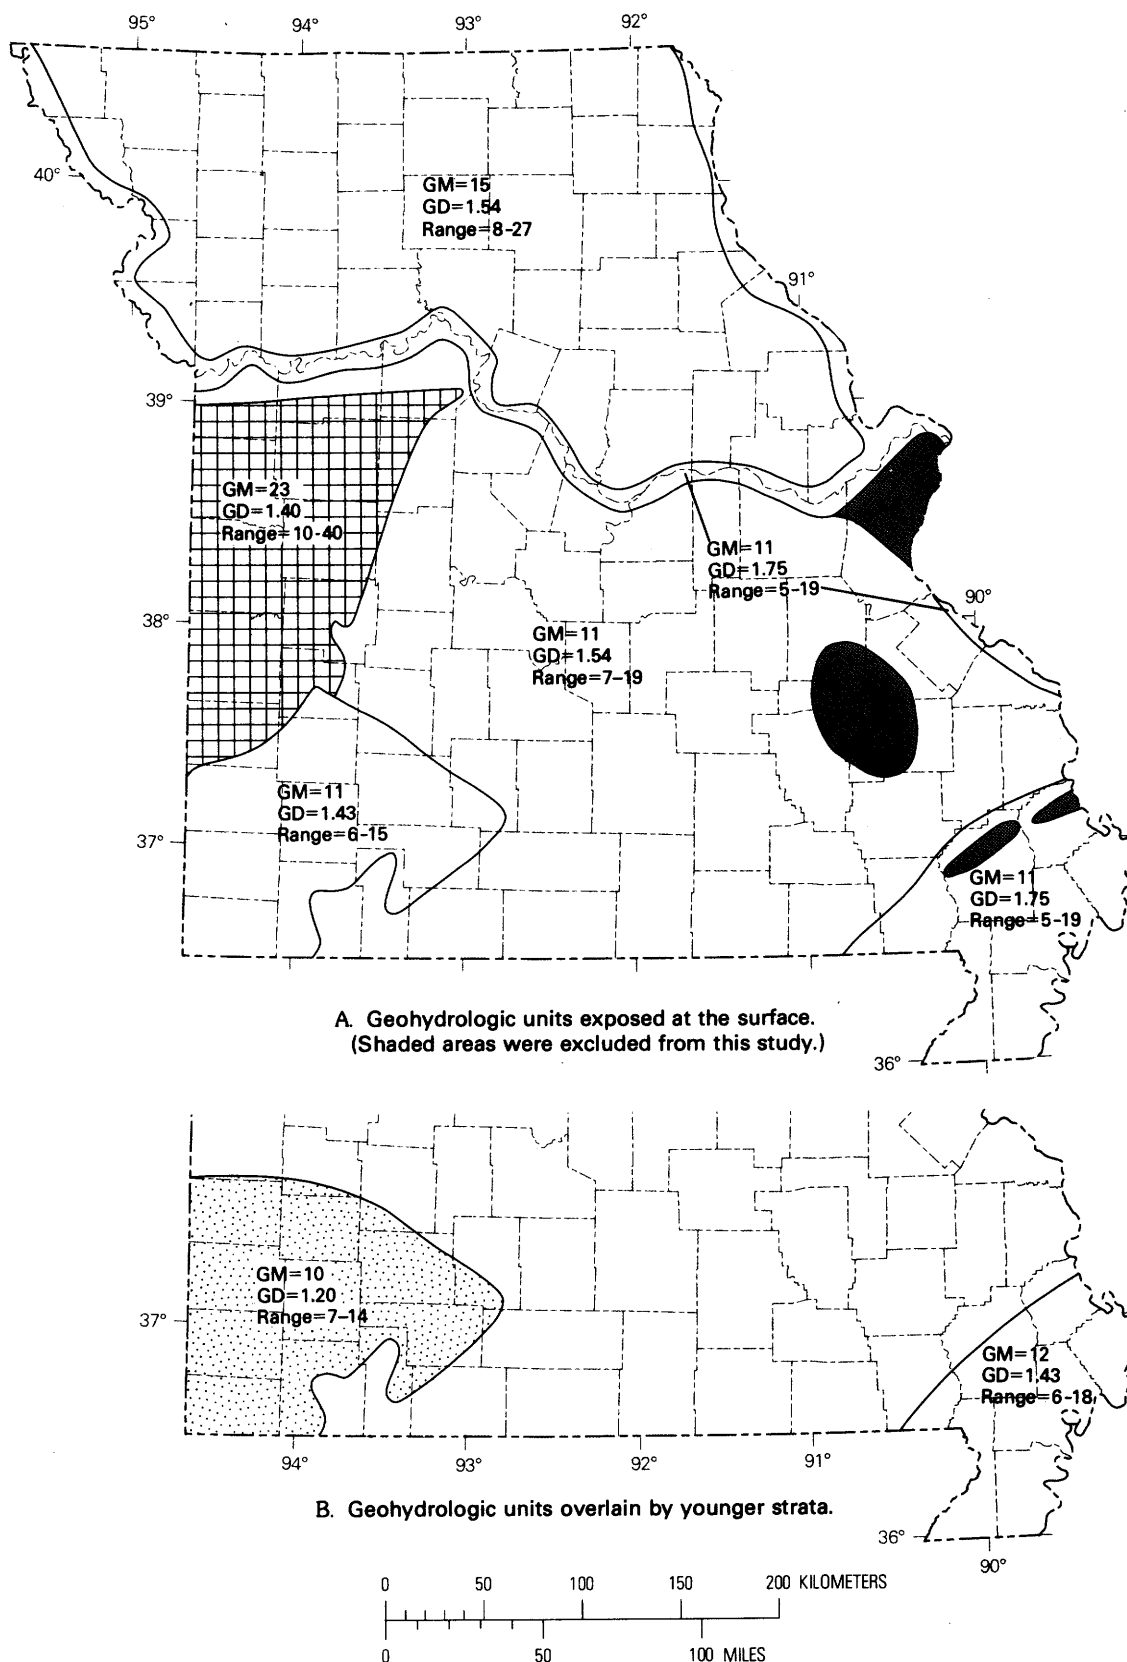 95°
94°
93°
92°
40°
GM=15
GD=1.54
Range=8-27
91°
39°
GM=23
GD=1.40
Range=10-40
GM=11
GD=1.75
Range=5-19
90°
38°
GM=11
GD=1.54
Range=7-19
GM=11
GD=1.43
Range=6-15
37°
GM=11
GD=1.75
Range=5-19
A. Geohydrologic units exposed at the surface.
(Shaded areas were excluded from this study.)
36°
GM=10
GD=1.20
Range=7-14
37°
GM=12
GD=1.43
Range=6-18
94°
93°
92°
91°
B. Geohydrologic units overlain by younger strata.
36°
90°
0 50 100 150 200 KILOMETERS
0 50 100 MILES